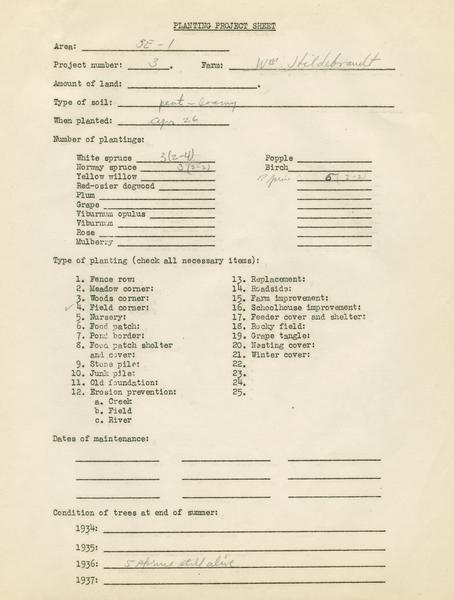 PLANTING PROJECT SHEET
Area: SE-1
Project number: 3. Farm: Wm Hildebrandt
Amount of land: .
Type of soil: peat - loamy
When planted: Apr 26
Number of plantings:
White spruce 3(2-4) Popple
Norway spruce 3(2-2) Birch
Yellow willow 5(2-2)
Red-osier dogwood
Plum
Grape
Viburnum opulus
Viburnum
Rose
Mulberry
Type of planting (check all necessary items):
1. Fence row: 13. Replacement:
2. Meadow corner: 14. Roadside:
3. Woods corner: 15. Farm improvement:
✓ 4. Field corner: 16. Schoolhouse improvement:
5. Nursery: 17. Feeder cover and shelter:
6. Food patch: 18. Rocky field:
7. Pond border: 19. Grape tangle:
8. Food patch shelter 20. Nesting cover:
and cover: 21. Winter cover:
9. Stone pile: 22.
10. Junk pile: 23.
11. Old foundation: 24.
12. Erosion prevention: 25.
a. Creek
b. Field
c. River
Dates of maintenance:
Condition of trees at end of summer:
1934:
1935:
1936: 5 still alive
1937: